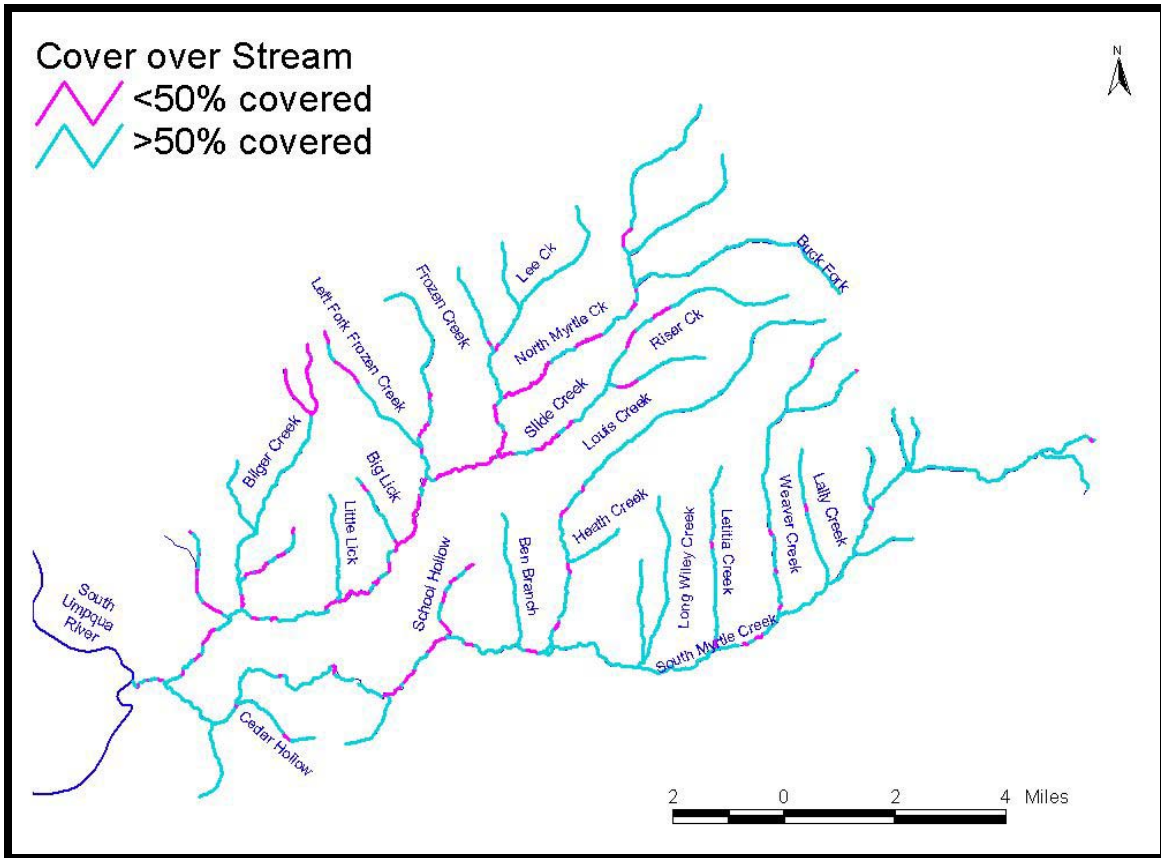 Cover over Stream
<50% covered
>50% covered
N
Buck Fork
Lee Ck
Frozen Creek
Left Fork Frozen Creek
North Myrtle Ck
Riser Ck
Slide Creek
Louis Creek
Bilger Creek
Big Lick
Little Lick
Heath Creek
Long Wiley Creek
Letitia Creek
Weaver Creek
Lally Creek
School Hollow
Ben Branch
South
Umpqua
River
South Myrtle Creek
Cedar Hollow
2 0 2 4 Miles